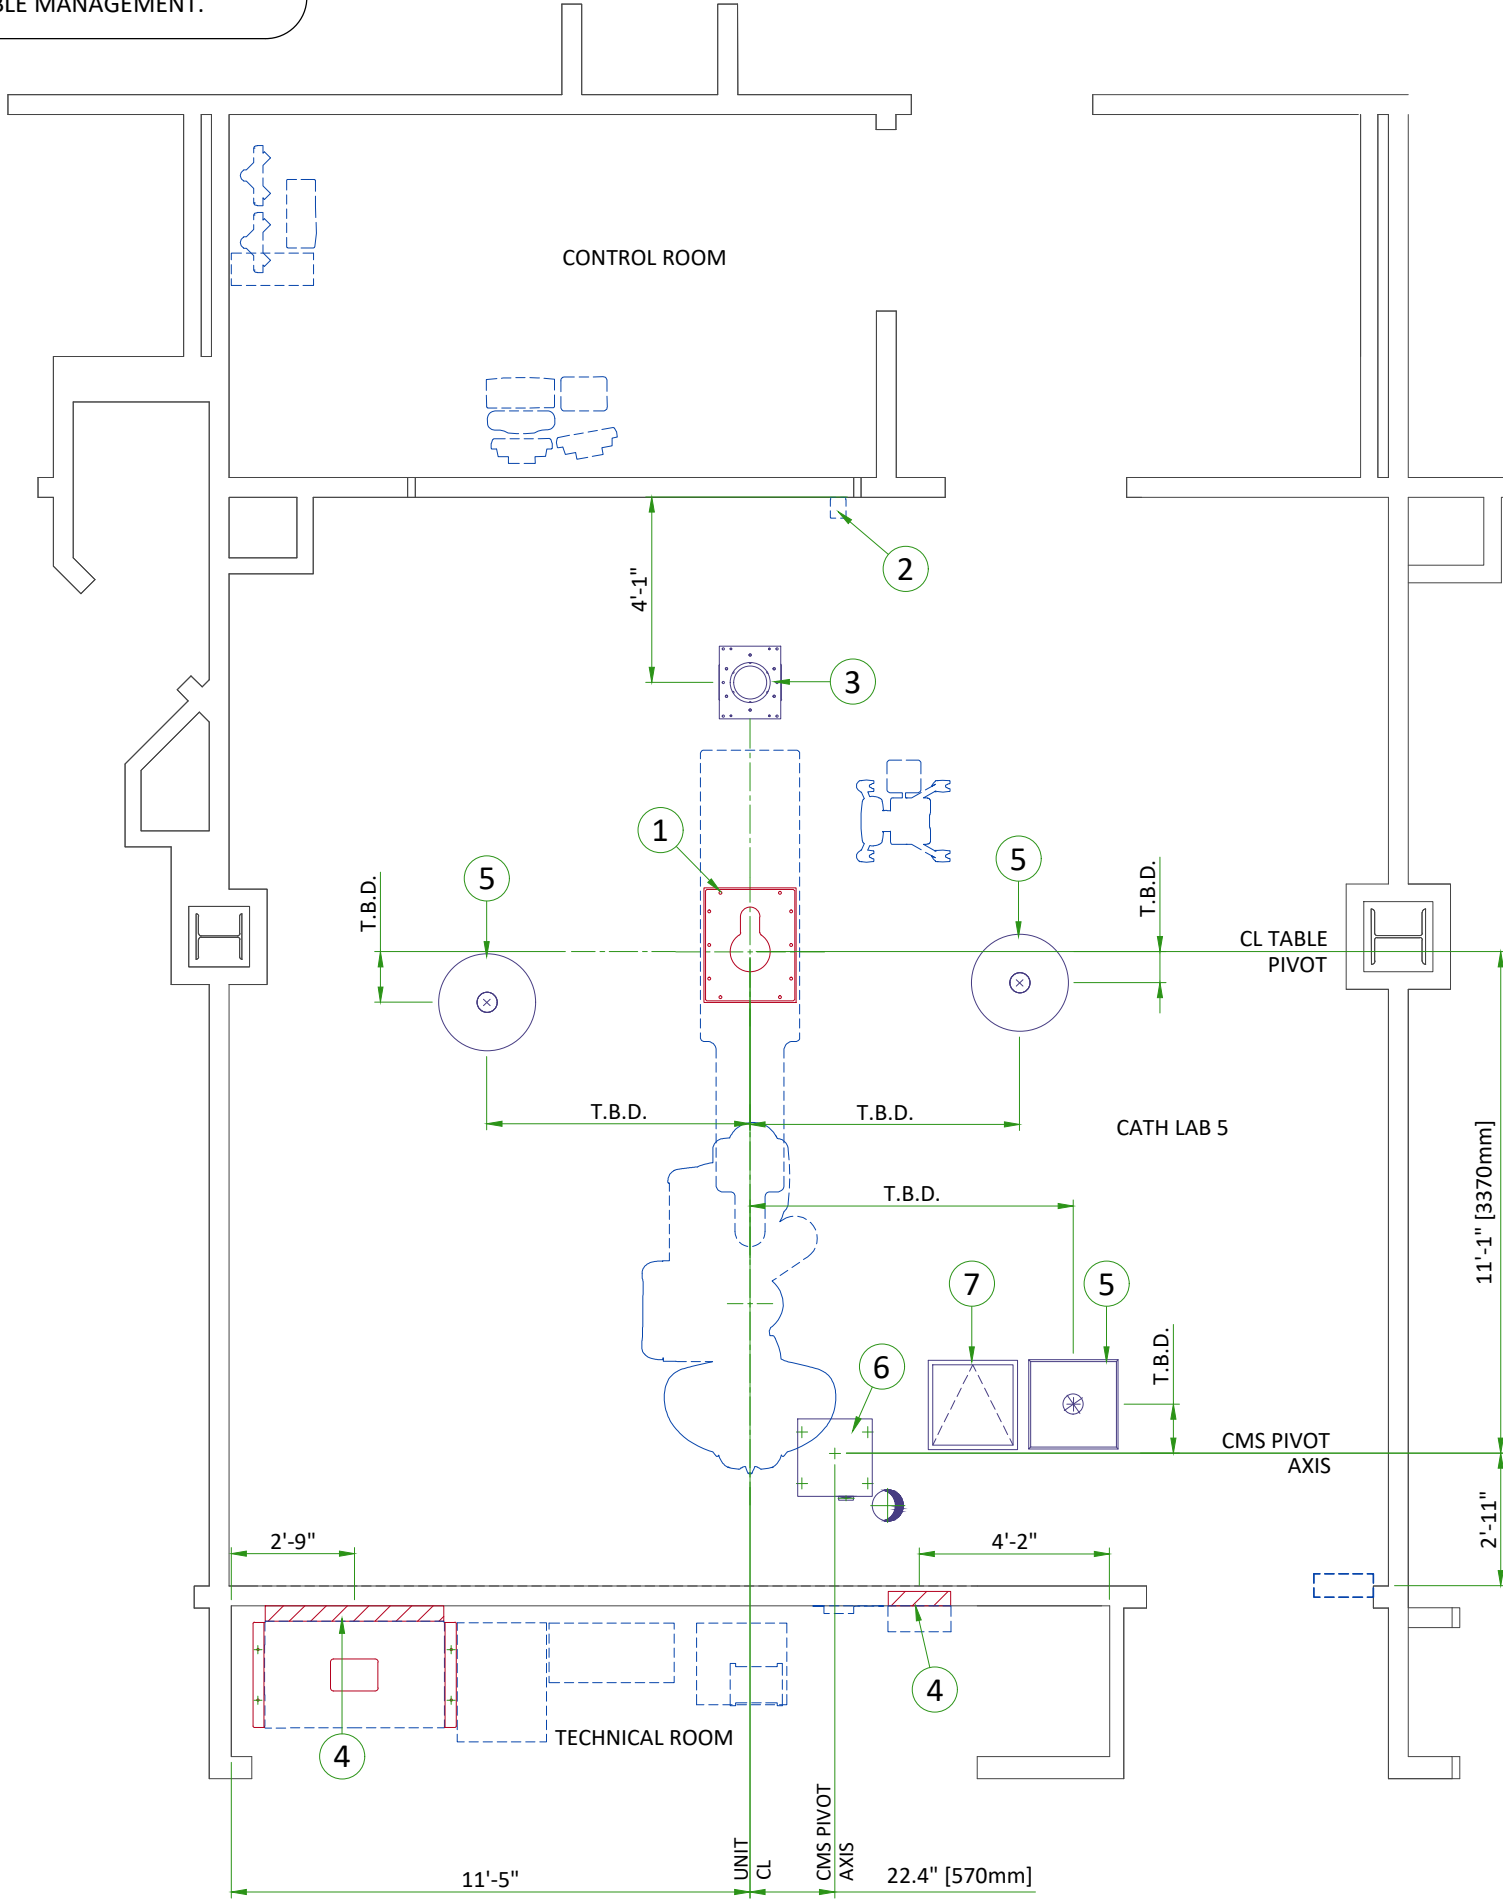 BLE MANAGEMENT.
CONTROL ROOM
2
4'-1"
3
1
5
5
T.B.D.
T.B.D.
CL TABLE
PIVOT
T.B.D.
T.B.D.
CATH LAB 5
T.B.D.
11'-1" [3370mm]
7
5
T.B.D.
6
CMS PIVOT
AXIS
2'-11"
2'-9"
4'-2"
4
4
TECHNICAL ROOM
UNIT
CL
CMS PIVOT
AXIS
11'-5"
22.4" [570mm]